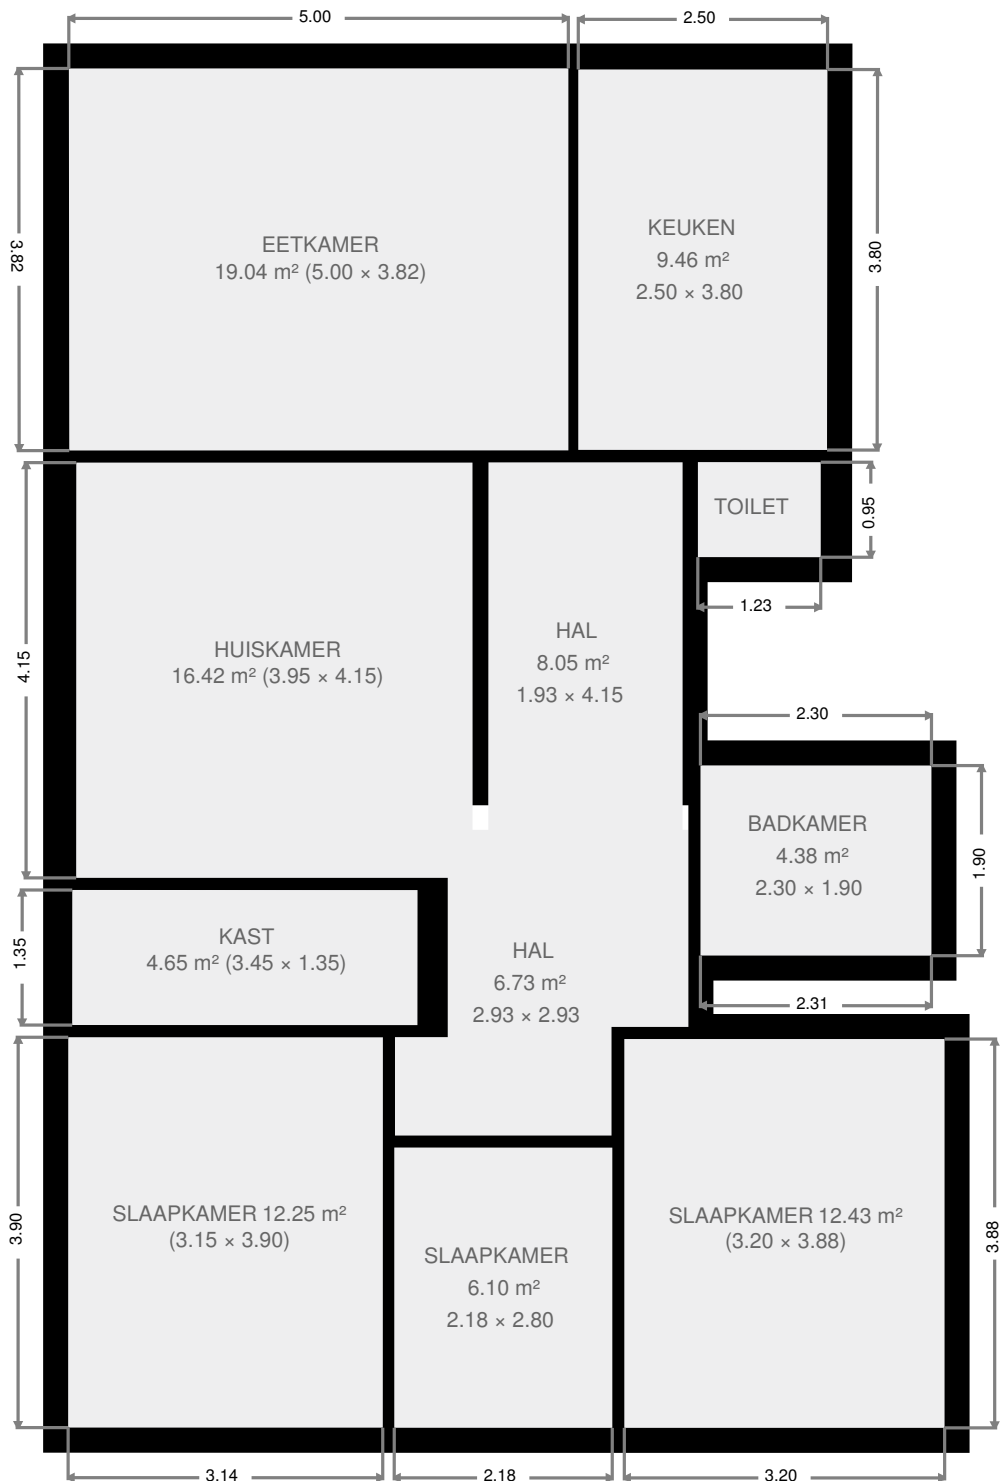 5.00
2.50
3.82
EETKAMER
19.04 m² (5.00 × 3.82)
KEUKEN
9.46 m²
2.50 × 3.80
3.80
TOILET
0.95
1.23
4.15
HUISKAMER
16.42 m² (3.95 × 4.15)
HAL
8.05 m²
1.93 × 4.15
2.30
BADKAMER
4.38 m²
2.30 × 1.90
1.90
2.31
1.35
KAST
4.65 m² (3.45 × 1.35)
HAL
6.73 m²
2.93 × 2.93
3.90
SLAAPKAMER 12.25 m²
(3.15 × 3.90)
SLAAPKAMER
6.10 m²
2.18 × 2.80
SLAAPKAMER 12.43 m²
(3.20 × 3.88)
3.88
3.14
2.18
3.20